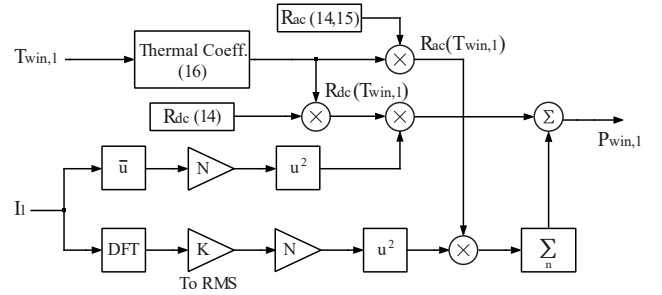 Rac (14,15)
Twin,1
Thermal Coeff.
(16)
×
Rac(Twin,1)
Rdc (14)
×
Rdc(Twin,1)
×
Σ
Pwin,1
I1
ū
N
u²
DFT
K
N
u²
×
Σ
n
To RMS